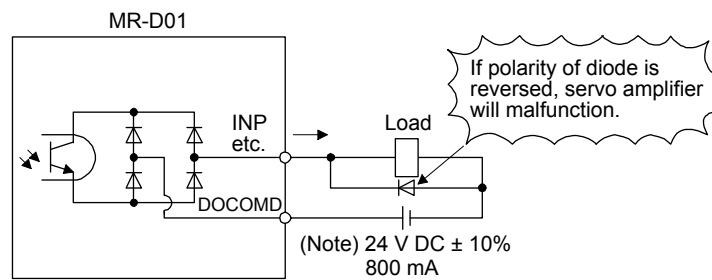 MR-D01
If polarity of diode is
reversed, servo amplifier
will malfunction.
INP
etc.
Load
DOCOMD
(Note) 24 V DC ± 10%
800 mA